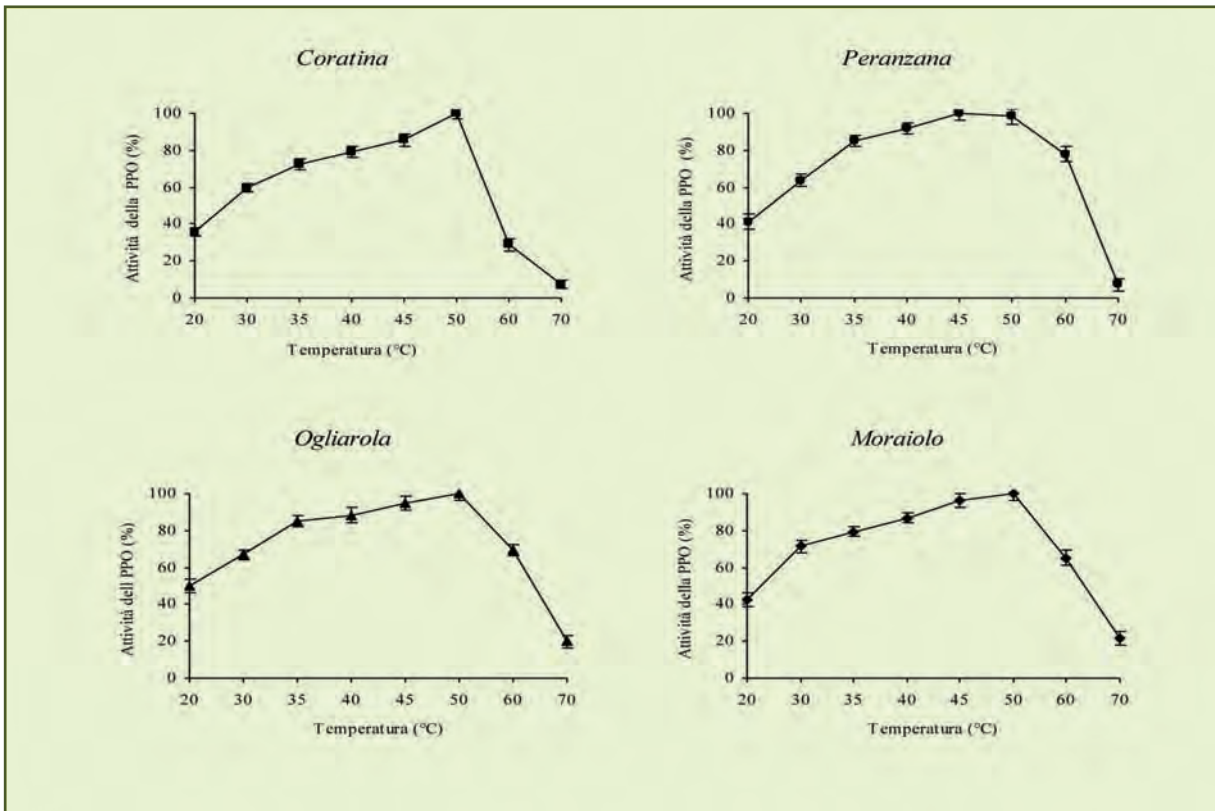 Coratina
Attività della PPO (%)
100
80
60
40
20
0
20 30 35 40 45 50 60 70
Temperatura (°C)
Peranzana
Attività della PPO (%)
100
80
60
40
20
0
20 30 35 40 45 50 60 70
Temperatura (°C)
Ogliarola
Attività dell PPO (%)
100
80
60
40
20
0
20 30 35 40 45 50 60 70
Temperatura (°C)
Moraiolo
Attività della PPO (%)
100
80
60
40
20
0
20 30 35 40 45 50 60 70
Temperatura (°C)